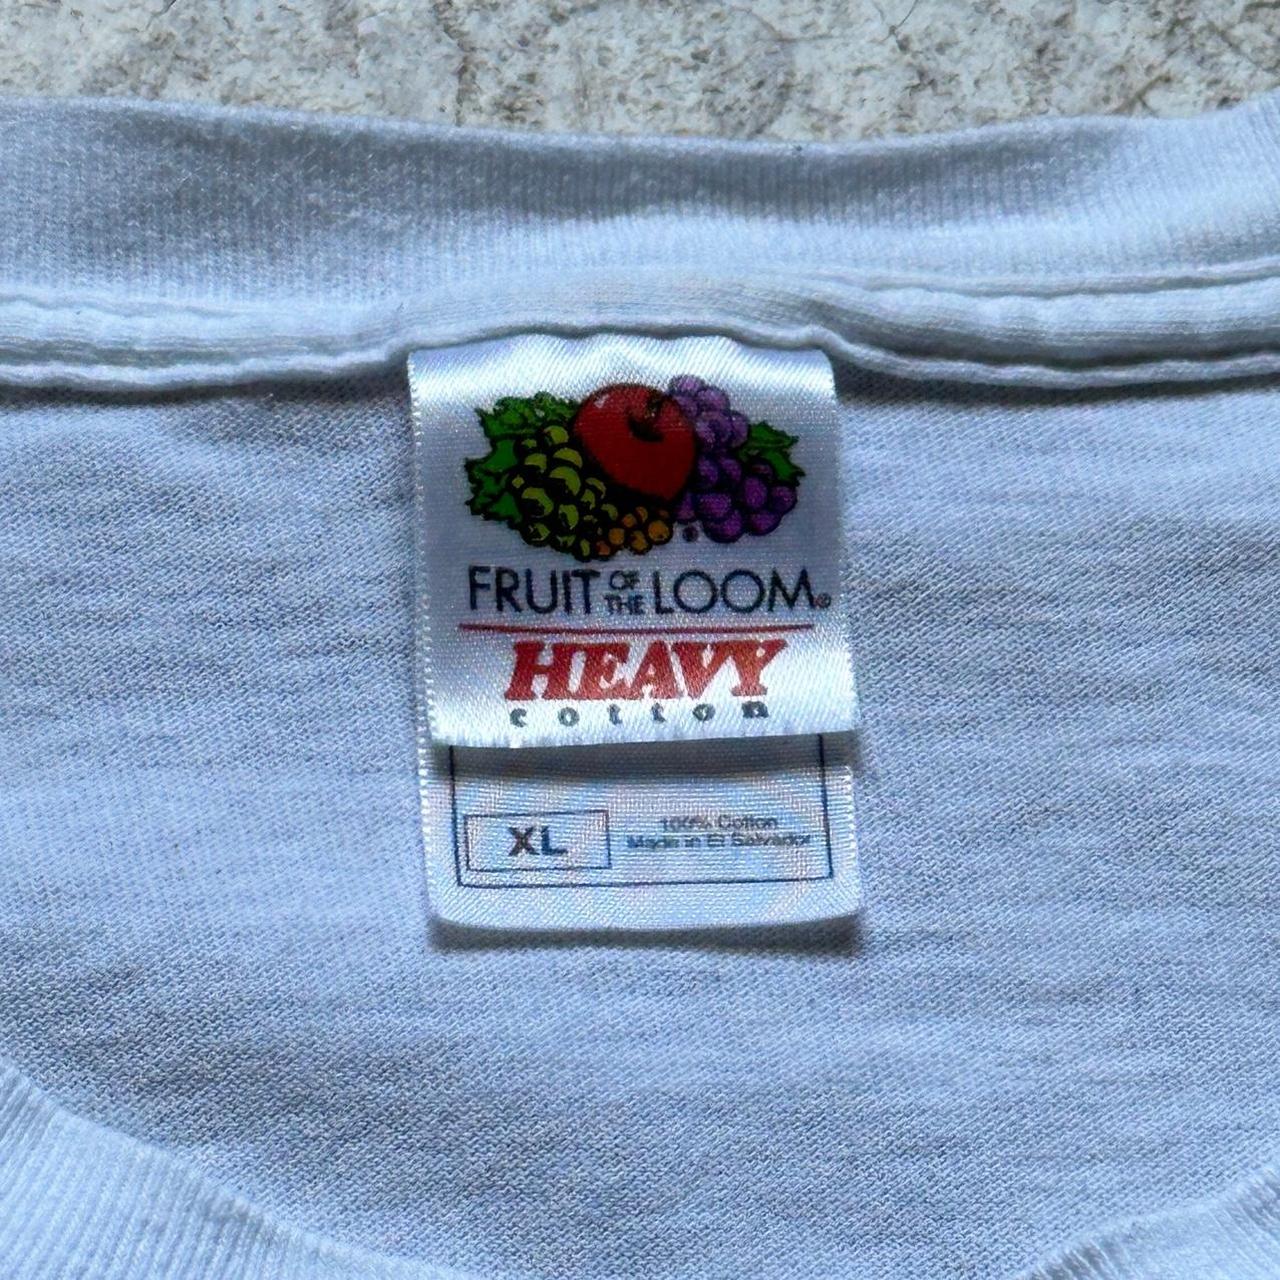 FRUIT OF THE LOOM®
HEAVY
cotton
XL
100% Cotton
Made in El Salvador